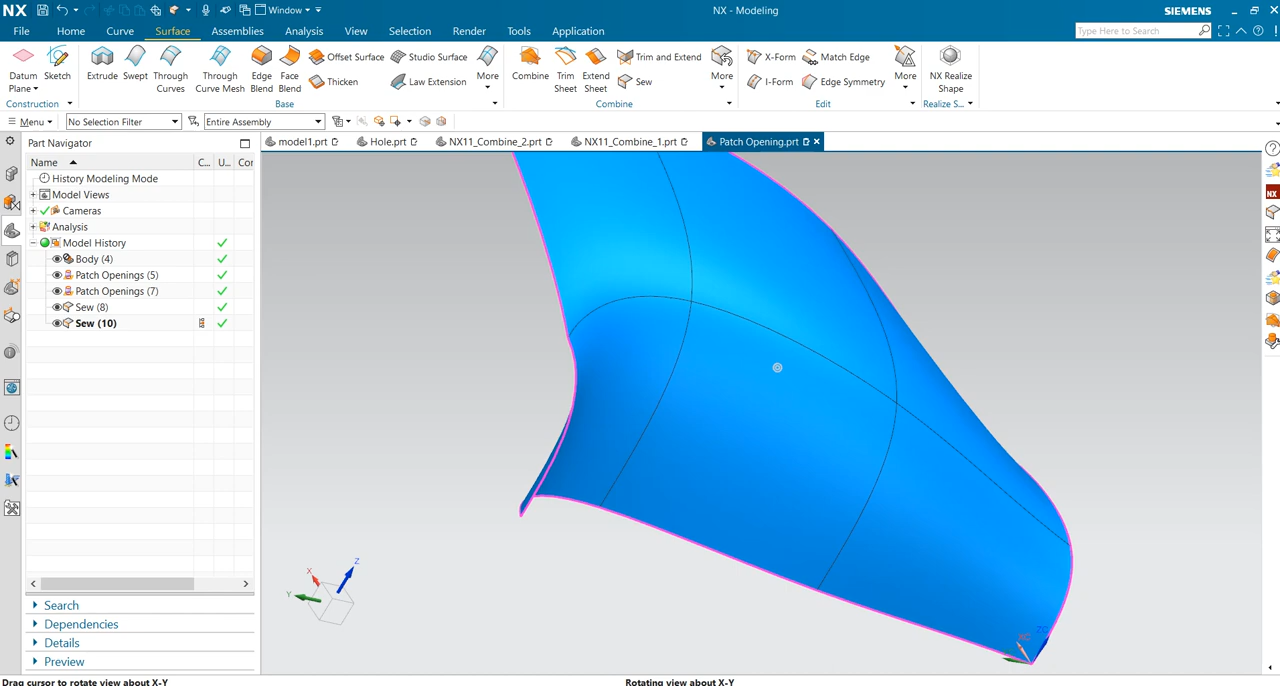 NX Window NX - Modeling SIEMENS
File Home Curve Surface Assemblies Analysis View Selection Render Tools Application Type Here to Search
Datum Plane Sketch Extrude Swept Through Curves Through Curve Mesh Edge Blend Face Blend Offset Surface Thicken Studio Surface Law Extension More Combine Trim Sheet Extend Sheet Trim and Extend Sew More X-Form I-Form Match Edge Edge Symmetry More NX Realize Shape
Construction Base Combine Edit Realize S...
Menu No Selection Filter Entire Assembly
Part Navigator model1.prt Hole.prt NX11_Combine_2.prt NX11_Combine_1.prt Patch Opening.prt
Name C... U... Cor
History Modeling Mode
Model Views
Cameras
Analysis
Model History
Body (4)
Patch Openings (5)
Patch Openings (7)
Sew (8)
Sew (10)
X Y Z
XC ZC
Search
Dependencies
Details
Preview
Drag cursor to rotate view about X-Y Rotating view about X-Y